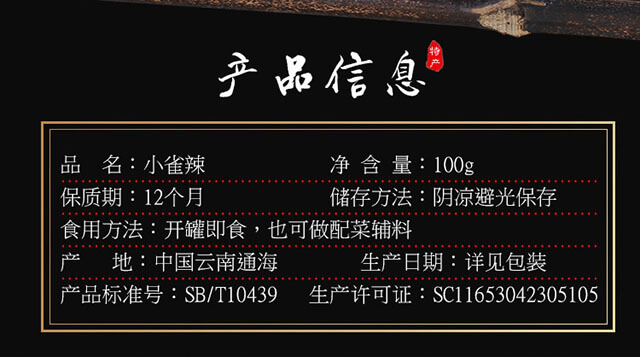 产品信息
特产
品 名：小雀辣 净含量：100g
保质期：12个月 储存方法：阴凉避光保存
食用方法：开罐即食，也可做配菜辅料
产 地：中国云南通海 生产日期：详见包装
产品标准号：SB/T10439 生产许可证：SC11653042305105